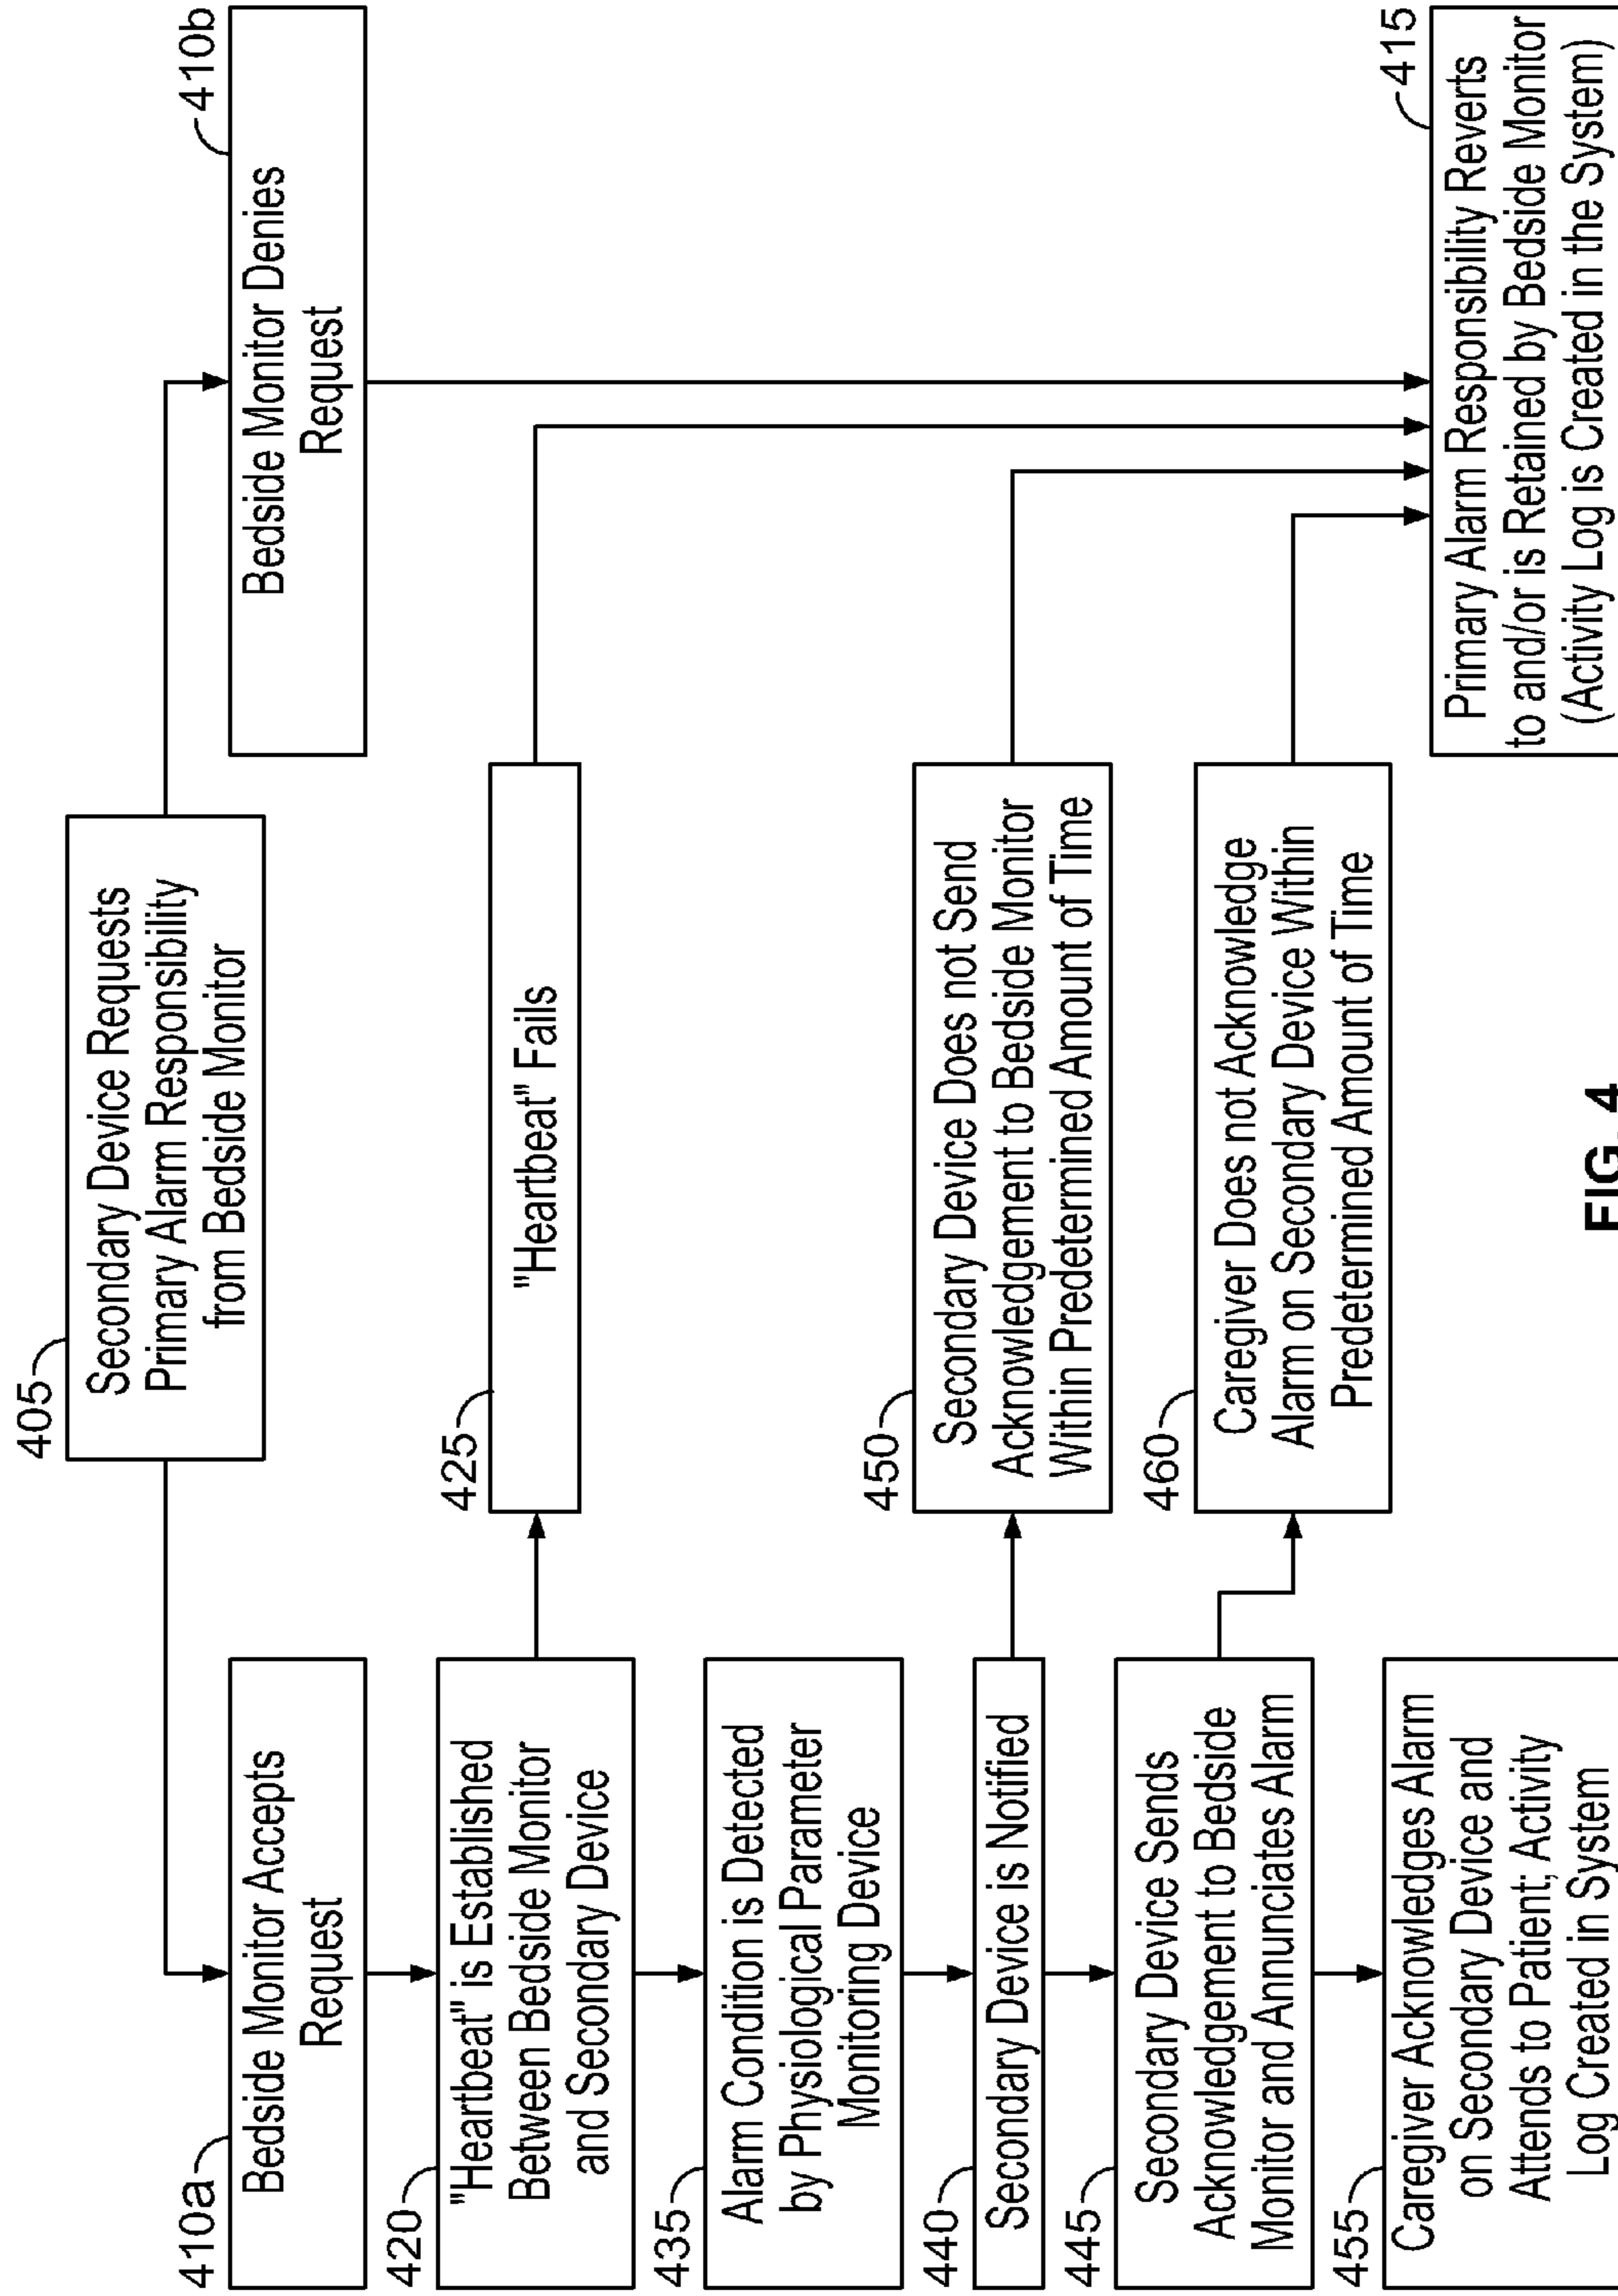 405
Secondary Device Requests
Primary Alarm Responsibility
from Bedside Monitor
410a
Bedside Monitor Accepts
Request
410b
Bedside Monitor Denies
Request
420
"Heartbeat" is Established
Between Bedside Monitor
and Secondary Device
425
"Heartbeat" Fails
435
Alarm Condition is Detected
by Physiological Parameter
Monitoring Device
440
Secondary Device is Notified
450
Secondary Device Does not Send
Acknowledgement to Bedside Monitor
Within Predetermined Amount of Time
445
Secondary Device Sends
Acknowledgement to Bedside
Monitor and Annunciates Alarm
460
Caregiver Does not Acknowledge
Alarm on Secondary Device Within
Predetermined Amount of Time
455
Caregiver Acknowledges Alarm
on Secondary Device and
Attends to Patient; Activity
Log Created in System
415
Primary Alarm Responsibility Reverts
to and/or is Retained by Bedside Monitor
(Activity Log is Created in the System)
FIG. 4